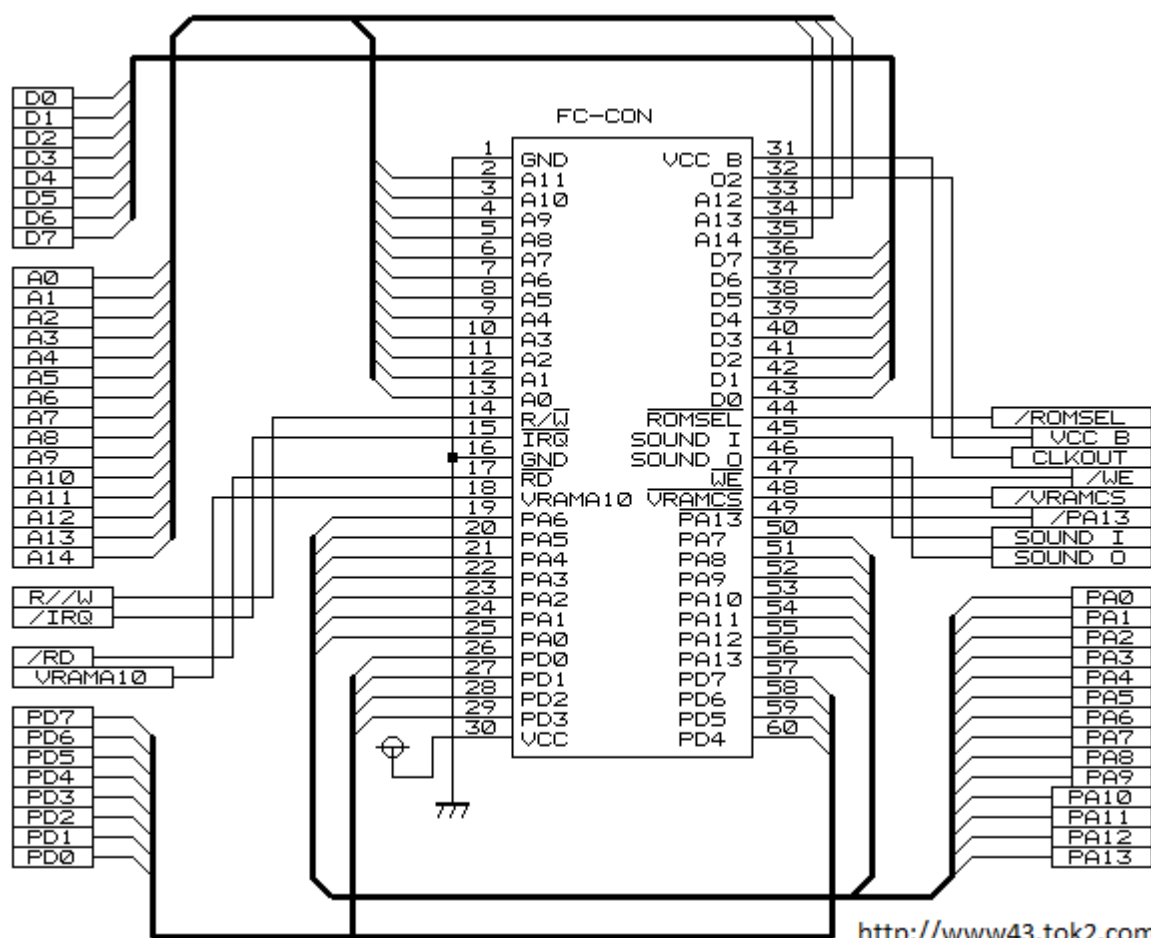 FC-CON
D0
D1
D2
D3
D4
D5
D6
D7
A0
A1
A2
A3
A4
A5
A6
A7
A8
A9
A10
A11
A12
A13
A14
R//W
/IRQ
/RD
VRAMA10
PD7
PD6
PD5
PD4
PD3
PD2
PD1
PD0
1 GND
2 A11
3 A10
4 A9
5 A8
6 A7
7 A6
8 A5
9 A4
10 A3
11 A2
12 A1
13 A0
14 R/W
15 IRQ
16 GND
17 RD
18 VRAMA10
19 PA6
20 PA5
21 PA4
22 PA3
23 PA2
24 PA1
25 PA0
26 PD0
27 PD1
28 PD2
29 PD3
30 VCC
VCC B 31
O2 32
A12 33
A13 34
A14 35
D7 36
D6 37
D5 38
D4 39
D3 40
D2 41
D1 42
D0 43
ROMSEL 44
SOUND I 45
SOUND O 46
WE 47
VRAMCS 48
PA13 49
PA7 50
PA8 51
PA9 52
PA10 53
PA11 54
PA12 55
PA13 56
PD7 57
PD6 58
PD5 59
PD4 60
/ROMSEL
VCC B
CLKOUT
/WE
/VRAMCS
/PA13
SOUND I
SOUND O
PA0
PA1
PA2
PA3
PA4
PA5
PA6
PA7
PA8
PA9
PA10
PA11
PA12
PA13
http://www43.tok2.com